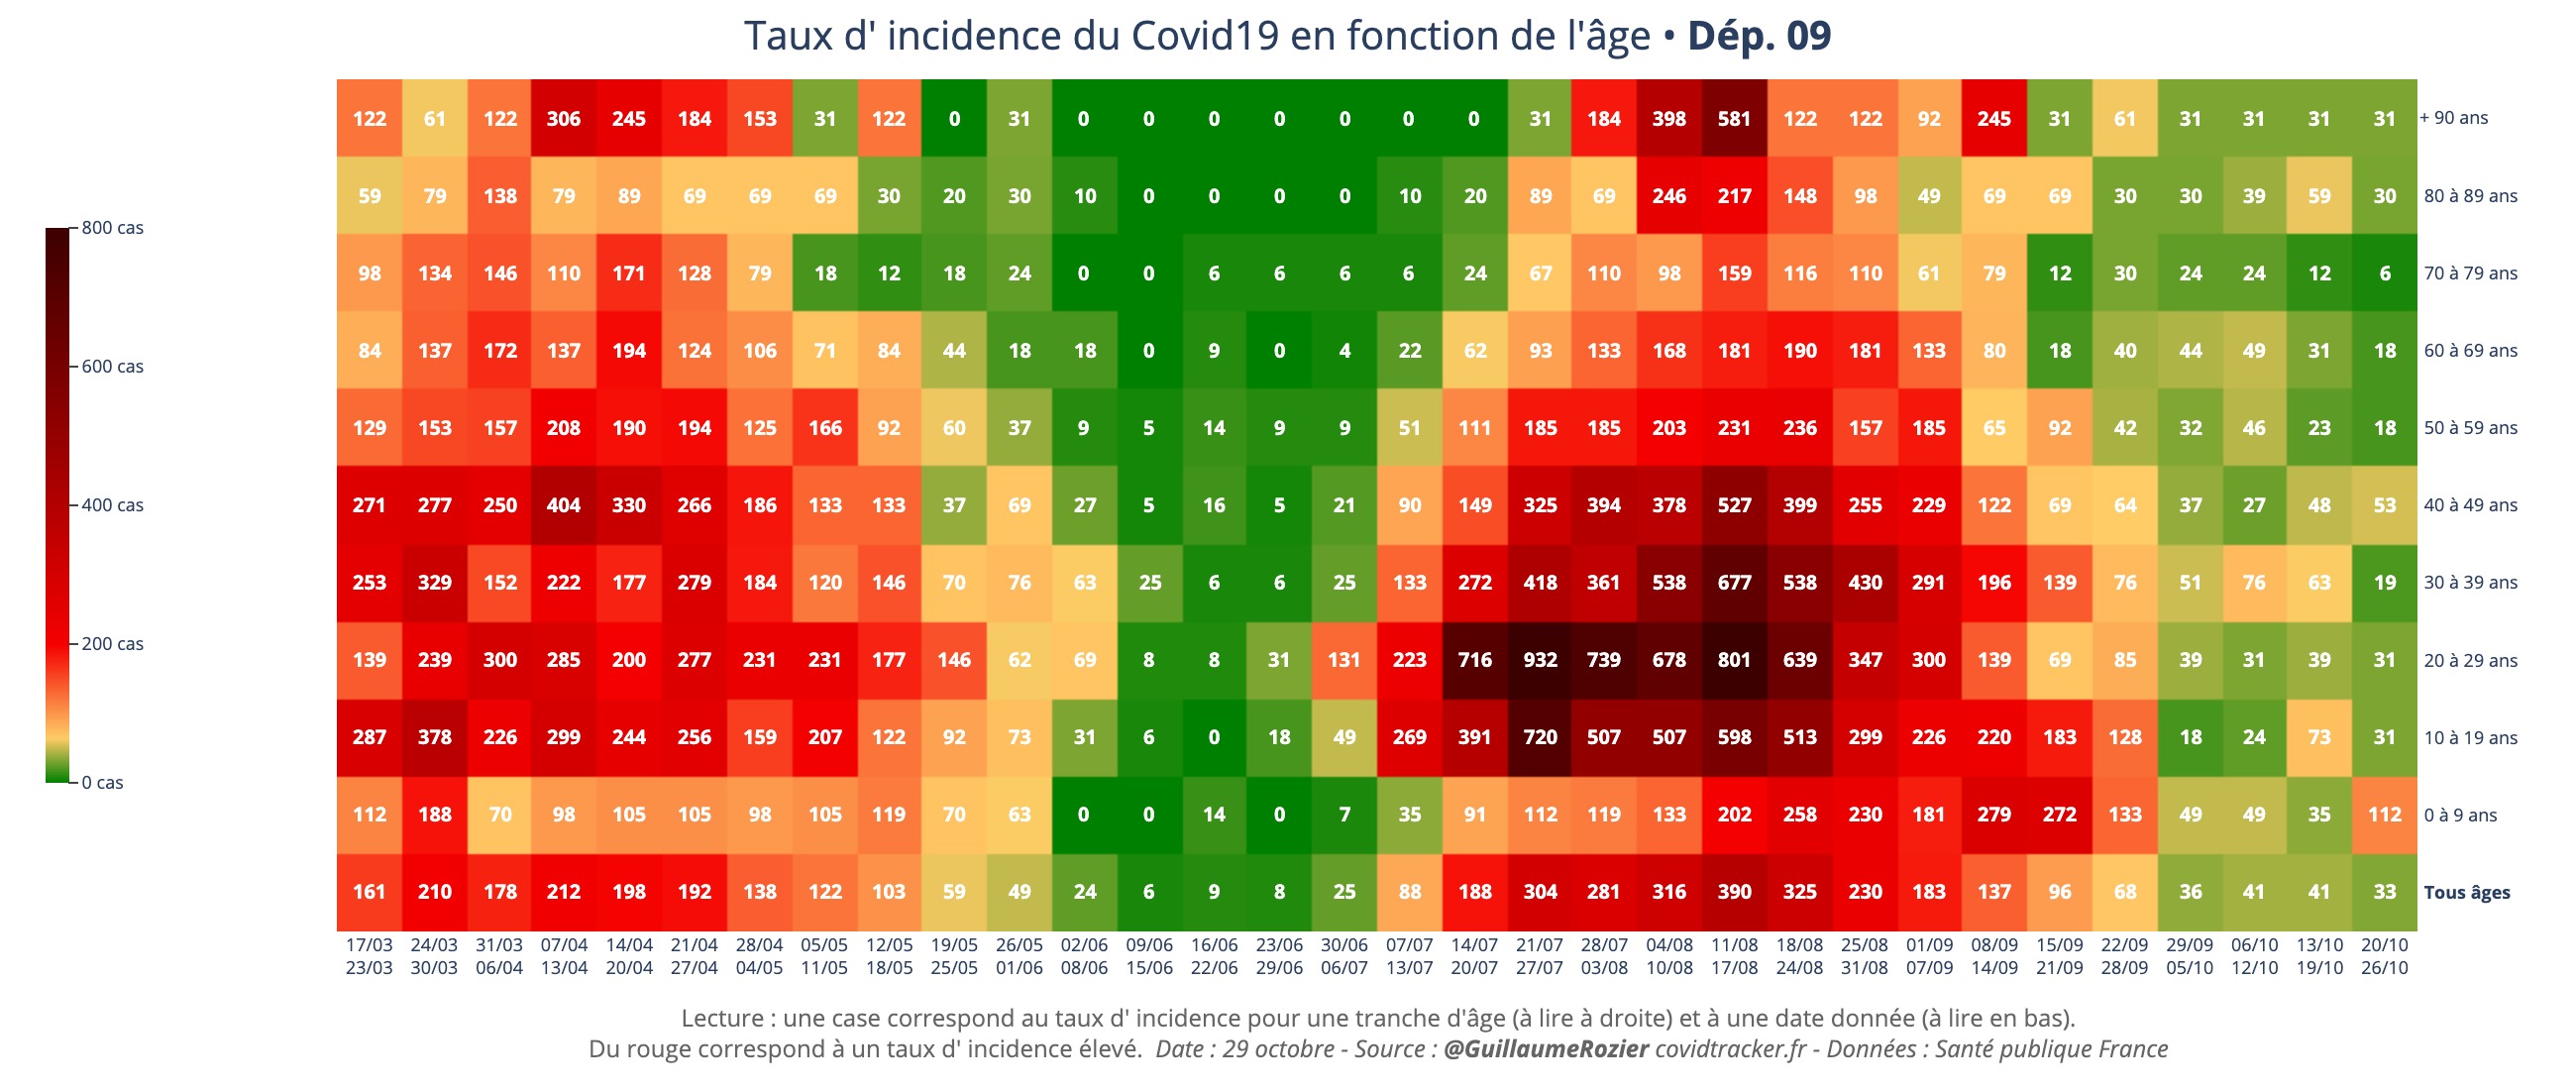 Taux d' incidence du Covid19 en fonction de l'âge • Dép. 09
800 cas
600 cas
400 cas
200 cas
0 cas
122 61 122 306 245 184 153 31 122 0 31 0 0 0 0 0 0 0 31 184 398 581 122 122 92 245 31 61 31 31 31 31 + 90 ans
59 79 138 79 89 69 69 69 30 20 30 10 0 0 0 0 10 20 89 69 246 217 148 98 49 69 69 30 30 39 59 30 80 à 89 ans
98 134 146 110 171 128 79 18 12 18 24 0 0 6 6 6 6 24 67 110 98 159 116 110 61 79 12 30 24 24 12 6 70 à 79 ans
84 137 172 137 194 124 106 71 84 44 18 18 0 9 0 4 22 62 93 133 168 181 190 181 133 80 18 40 44 49 31 18 60 à 69 ans
129 153 157 208 190 194 125 166 92 60 37 9 5 14 9 9 51 111 185 185 203 231 236 157 185 65 92 42 32 46 23 18 50 à 59 ans
271 277 250 404 330 266 186 133 133 37 69 27 5 16 5 21 90 149 325 394 378 527 399 255 229 122 69 64 37 27 48 53 40 à 49 ans
253 329 152 222 177 279 184 120 146 70 76 63 25 6 6 25 133 272 418 361 538 677 538 430 291 196 139 76 51 76 63 19 30 à 39 ans
139 239 300 285 200 277 231 231 177 146 62 69 8 8 31 131 223 716 932 739 678 801 639 347 300 139 69 85 39 31 39 31 20 à 29 ans
287 378 226 299 244 256 159 207 122 92 73 31 6 0 18 49 269 391 720 507 507 598 513 299 226 220 183 128 18 24 73 31 10 à 19 ans
112 188 70 98 105 105 98 105 119 70 63 0 0 14 0 7 35 91 112 119 133 202 258 230 181 279 272 133 49 49 35 112 0 à 9 ans
161 210 178 212 198 192 138 122 103 59 49 24 6 9 8 25 88 188 304 281 316 390 325 230 183 137 96 68 36 41 41 33 Tous âges
17/03 24/03 31/03 07/04 14/04 21/04 28/04 05/05 12/05 19/05 26/05 02/06 09/06 16/06 23/06 30/06 07/07 14/07 21/07 28/07 04/08 11/08 18/08 25/08 01/09 08/09 15/09 22/09 29/09 06/10 13/10 20/10
23/03 30/03 06/04 13/04 20/04 27/04 04/05 11/05 18/05 25/05 01/06 08/06 15/06 22/06 29/06 06/07 13/07 20/07 27/07 03/08 10/08 17/08 24/08 31/08 07/09 14/09 21/09 28/09 05/10 12/10 19/10 26/10
Lecture : une case correspond au taux d' incidence pour une tranche d'âge (à lire à droite) et à une date donnée (à lire en bas).
Du rouge correspond à un taux d' incidence élevé. Date : 29 octobre - Source : @GuillaumeRozier covidtracker.fr - Données : Santé publique France